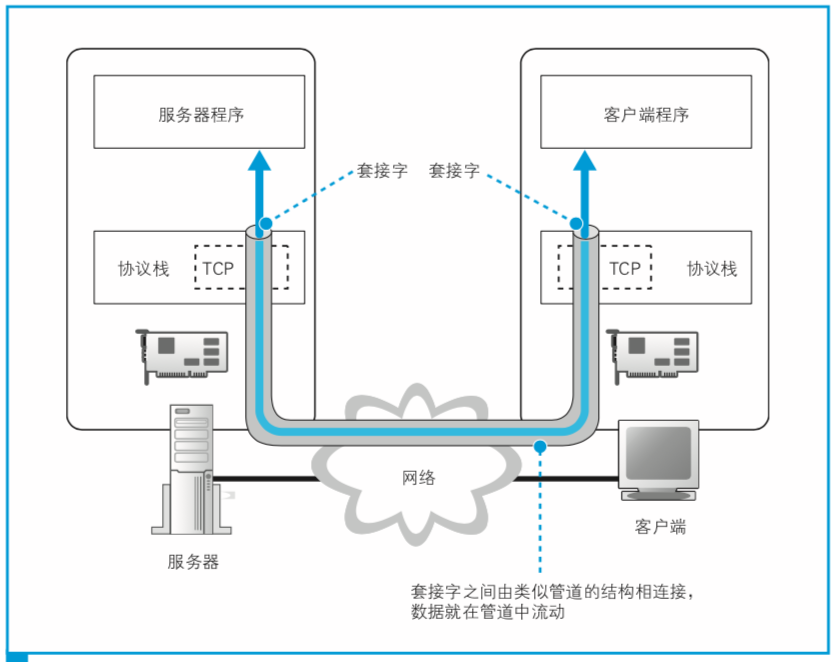 服务器程序
客户端程序
套接字
套接字
协议栈
TCP
TCP
协议栈
网络
服务器
客户端
套接字之间由类似管道的结构相连接，
数据就在管道中流动